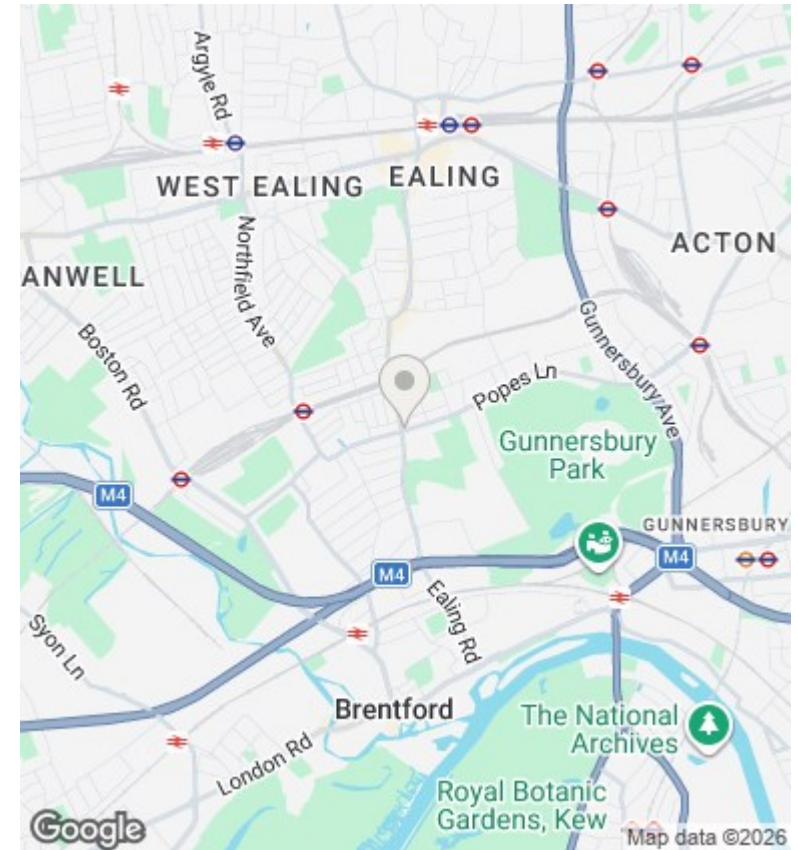 Argyle Rd
WEST EALING
EALING
ACTON
ANWELL
Northfield Ave
Boston Rd
Gunnersbury Ave
Popes Ln
Gunnersbury
Park
M4
GUNNERSBURY
M4
M4
Ealing Rd
Syon Ln
Brentford
The National
Archives
London Rd
Royal Botanic
Gardens, Kew
Google
Map data ©2026